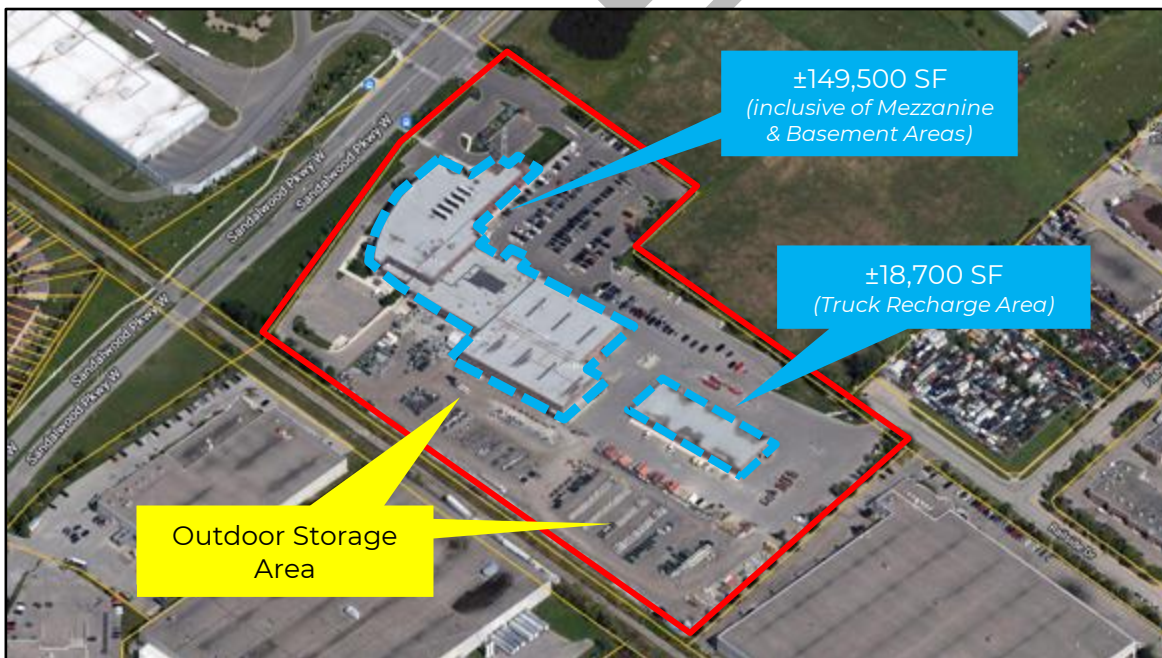 ±149,500 SF
(inclusive of Mezzanine
& Basement Areas)
±18,700 SF
(Truck Recharge Area)
Sandalwood Pkwy W
Sandalwood Pkwy W
Sandalwood Pkwy W
Sandalwood Pkwy W
W
Outdoor Storage
Area